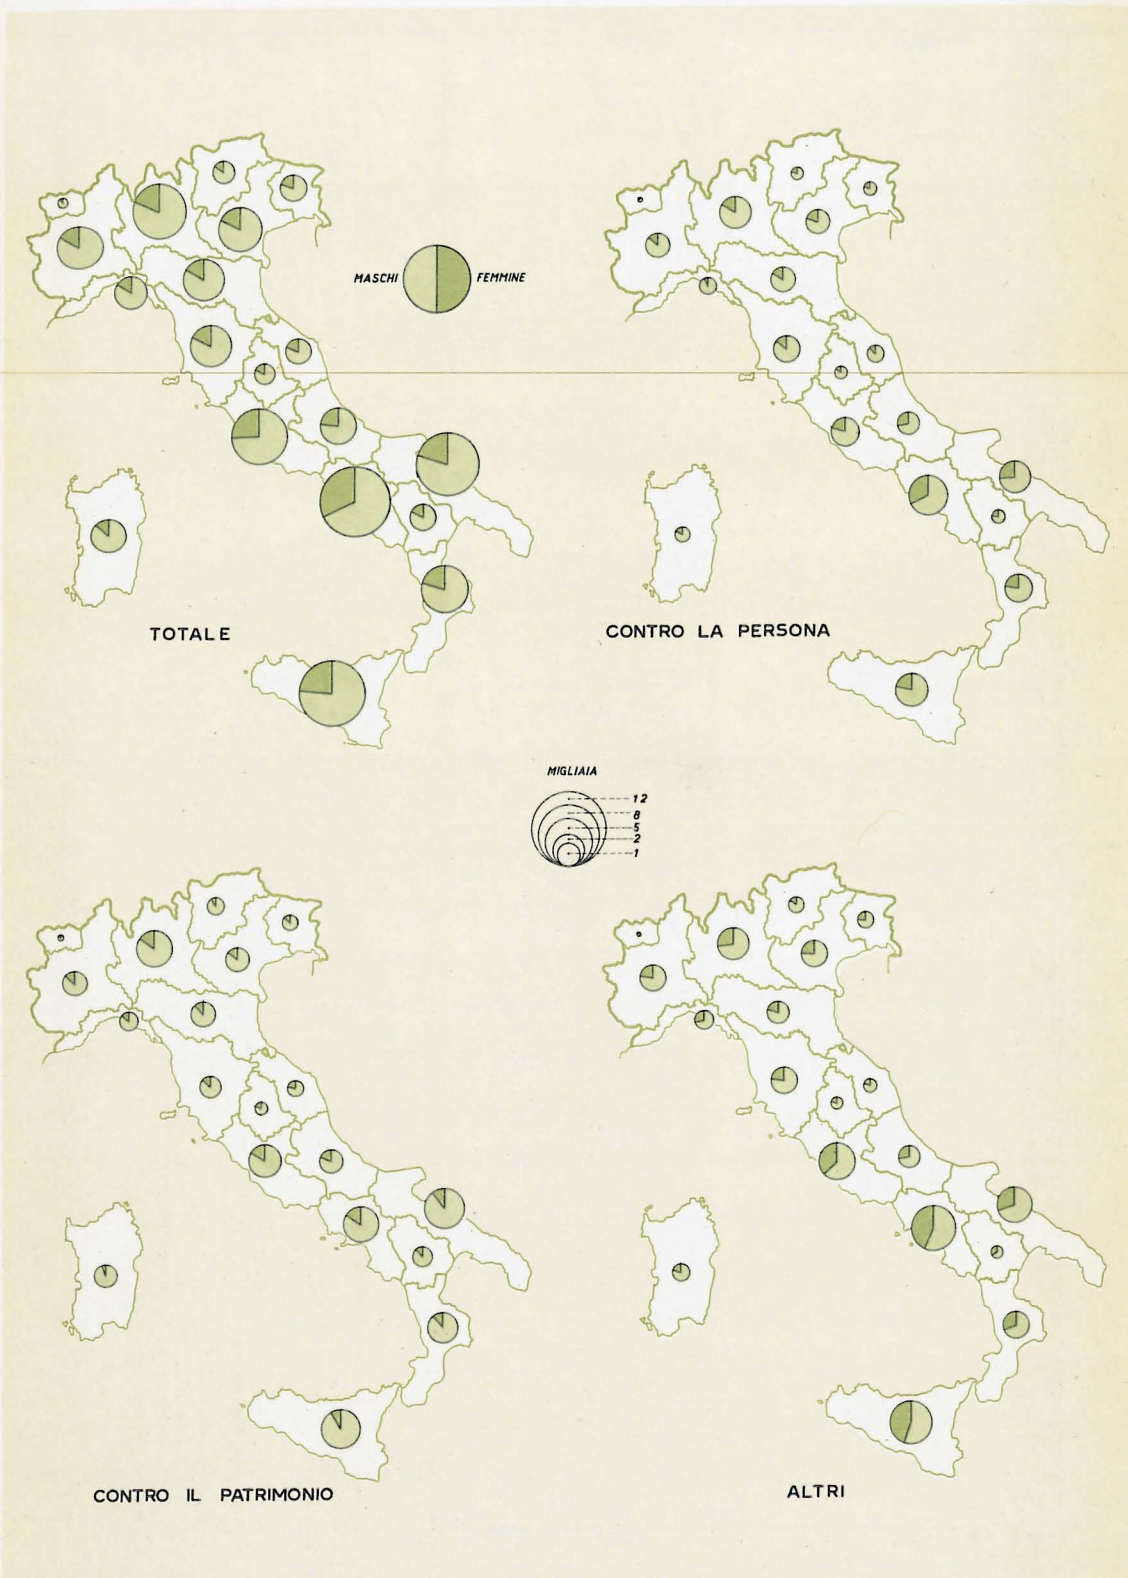 MASCHI
FEMMINE
TOTALE
CONTRO LA PERSONA
MIGLIAIA
12
8
5
2
1
CONTRO IL PATRIMONIO
ALTRI